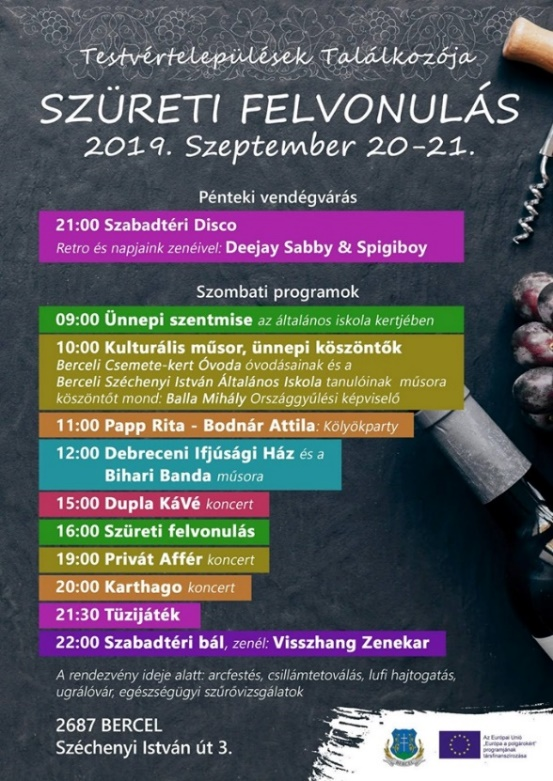 Testvértelepülések Találkozója
SZÜRETI FELVONULÁS
2019. Szeptember 20-21.
Pénteki vendégvárás
21:00 Szabadtéri Disco
Retro és napjaink zenéivel: Deejay Sabby & Spigiboy
Szombati programok
09:00 Ünnepi szentmise az általános iskola kertjében
10:00 Kulturális műsor, ünnepi köszöntők
Berceli Csemete-kert Óvoda óvodásainak és a
Berceli Széchenyi István Általános Iskola tanulóinak műsora
köszöntőt mond: Balla Mihály Országgyűlési képviselő
11:00 Papp Rita - Bodnár Attila: Kölyökparty
12:00 Debreceni Ifjúsági Ház és a
Bihari Banda műsora
15:00 Dupla KáVé koncert
16:00 Szüreti felvonulás
19:00 Privát Affér koncert
20:00 Karthago koncert
21:30 Tüzijáték
22:00 Szabadtéri bál, zenél: Visszhang Zenekar
A rendezvény ideje alatt: arcfestés, csillámtetoválás, lufi hajtogatás,
ugrálóvár, egészségügyi szűrővizsgálatok
2687 BERCEL
Széchenyi István út 3.
BERCEL
Az Európai Unió
„Európa a polgárokért"
programjának
társfinanszírozása